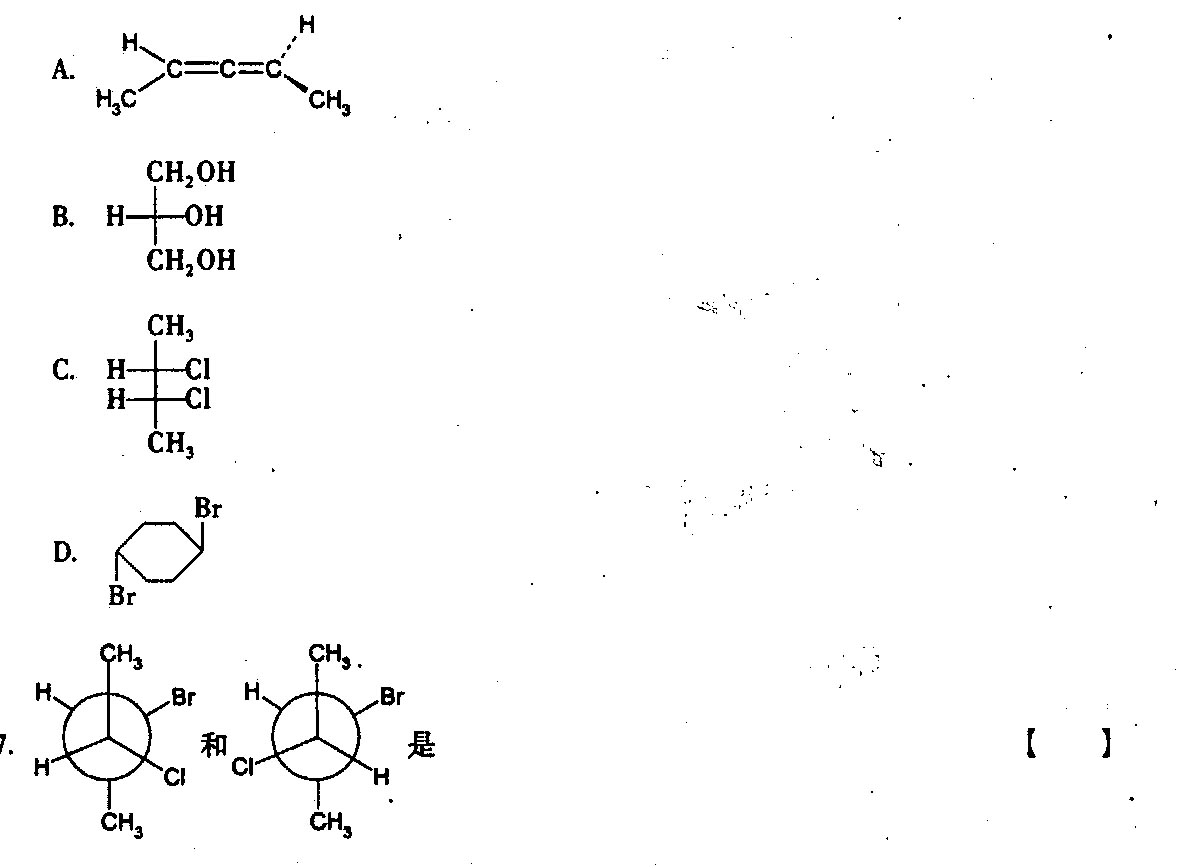 H
H
A. C=C=C
H₃C CH₃
CH₂OH
B. H OH
CH₂OH
CH₃
C. H Cl
H Cl
CH₃
Br
D.
Br
CH₃ CH₃
H Br H Br
7. 和 是 【 】
H Cl Cl H
CH₃ CH₃